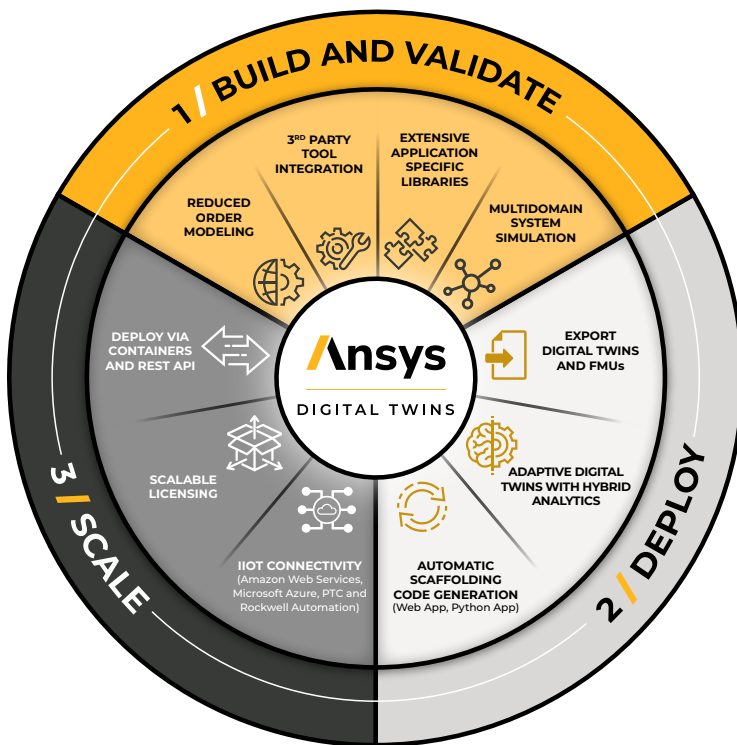 1 / BUILD AND VALIDATE
REDUCED
ORDER
MODELING
3RD PARTY
TOOL
INTEGRATION
EXTENSIVE
APPLICATION
SPECIFIC
LIBRARIES
MULTIDOMAIN
SYSTEM
SIMULATION
2 / DEPLOY
EXPORT
DIGITAL TWINS
AND FMUs
ADAPTIVE DIGITAL
TWINS WITH HYBRID
ANALYTICS
AUTOMATIC
SCAFFOLDING
CODE GENERATION
(Web App, Python App)
3 / SCALE
IIOT CONNECTIVITY
(Amazon Web Services,
Microsoft Azure, PTC and
Rockwell Automation)
SCALABLE
LICENSING
DEPLOY VIA
CONTAINERS
AND REST API
Ansys
DIGITAL TWINS